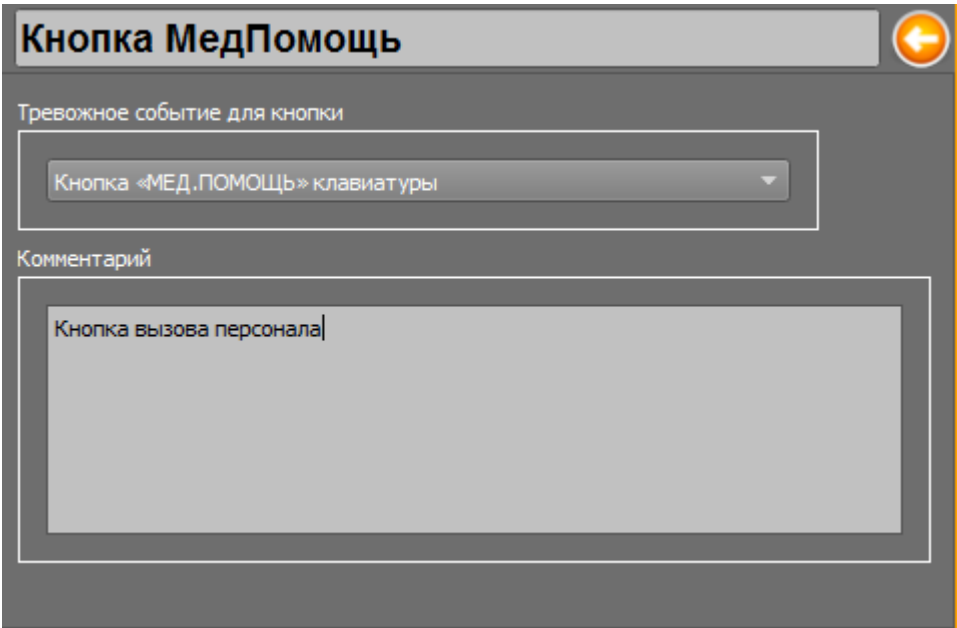 Кнопка МедПомощь
Тревожное событие для кнопки
Кнопка «МЕД.ПОМОЩЬ» клавиатуры
Комментарий
Кнопка вызова персонала